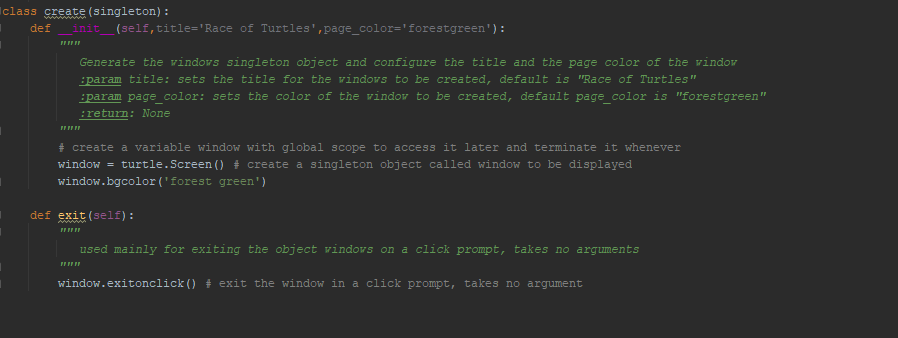 class create(singleton):
    def __init__(self,title='Race of Turtles',page_color='forestgreen'):
        """
           Generate the windows singleton object and configure the title and the page color of the window
           :param title: sets the title for the windows to be created, default is "Race of Turtles"
           :param page_color: sets the color of the window to be created, default page_color is "forestgreen"
           :return: None
        """
        # create a variable window with global scope to access it later and terminate it whenever
        window = turtle.Screen() # create a singleton object called window to be displayed
        window.bgcolor('forest green')
    def exit(self):
        """
           used mainly for exiting the object windows on a click prompt, takes no arguments
        """
        window.exitonclick() # exit the window in a click prompt, takes no argument